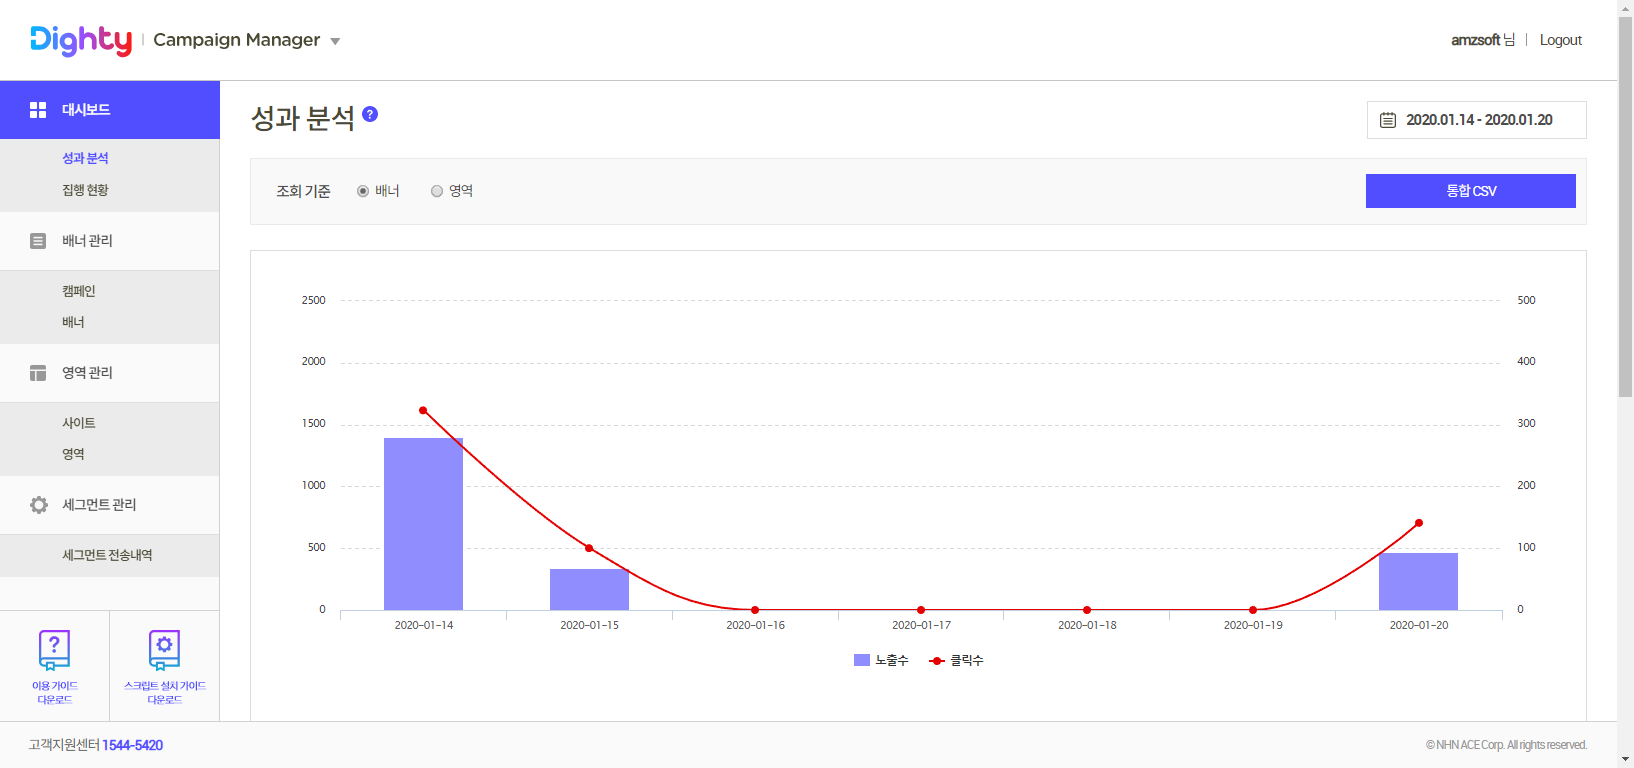 Dighty Campaign Manager
amzsoft 님 | Logout
대시보드
성과 분석
집행 현황
배너 관리
캠페인
배너
영역 관리
사이트
영역
세그먼트 관리
세그먼트 전송내역
?
이용 가이드
다운로드
스크립트 설치 가이드
다운로드
성과 분석 ?
2020.01.14 - 2020.01.20
조회 기준 배너 영역
통합 CSV
2500 500
2000 400
1500 300
1000 200
500 100
0 0
2020-01-14 2020-01-15 2020-01-16 2020-01-17 2020-01-18 2020-01-19 2020-01-20
노출수 클릭수
고객지원센터 1544-5420
© NHN ACE Corp. All rights reserved.